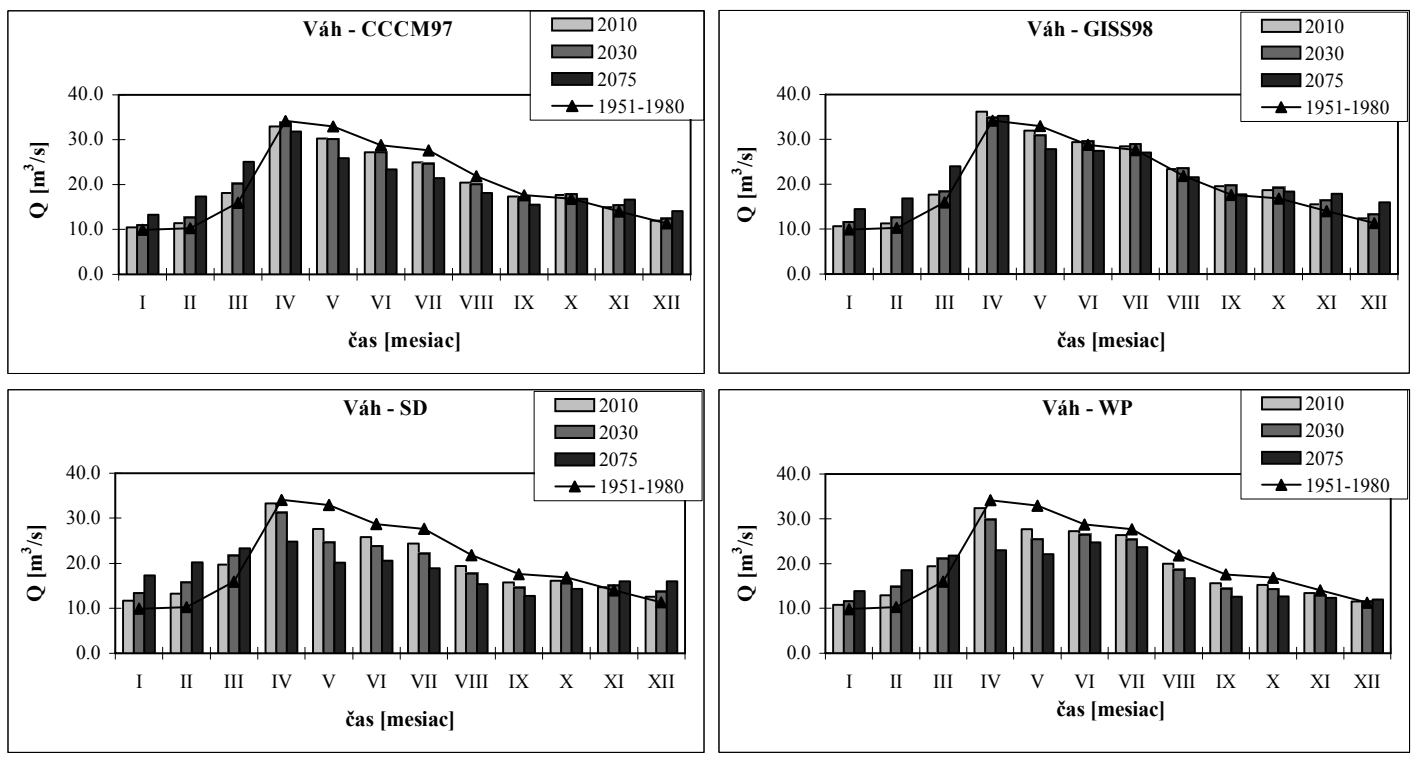 Váh - CCCM97
2010
2030
2075
1951-1980
40.0
30.0
20.0
10.0
0.0
Q [m³/s]
I II III IV V VI VII VIII IX X XI XII
čas [mesiac]
Váh - GISS98
2010
2030
2075
1951-1980
40.0
30.0
20.0
10.0
0.0
Q [m³/s]
I II III IV V VI VII VIII IX X XI XII
čas [mesiac]
Váh - SD
2010
2030
2075
1951-1980
40.0
30.0
20.0
10.0
0.0
Q [m³/s]
I II III IV V VI VII VIII IX X XI XII
čas [mesiac]
Váh - WP
2010
2030
2075
1951-1980
40.0
30.0
20.0
10.0
0.0
Q [m³/s]
I II III IV V VI VII VIII IX X XI XII
čas [mesiac]